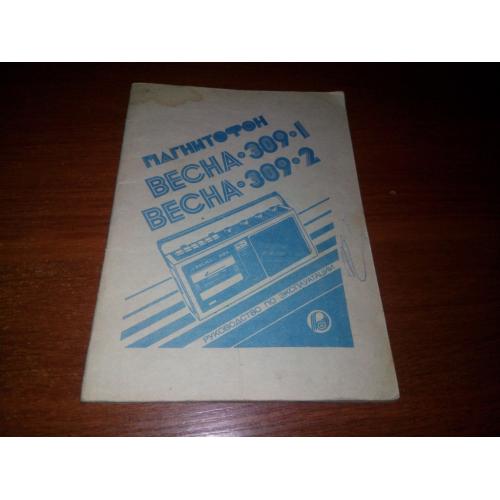 МАГНИТОФОН
ВЕСНА·309·1
ВЕСНА·309·2
РУКОВОДСТВО ПО ЭКСПЛУАТАЦИИ